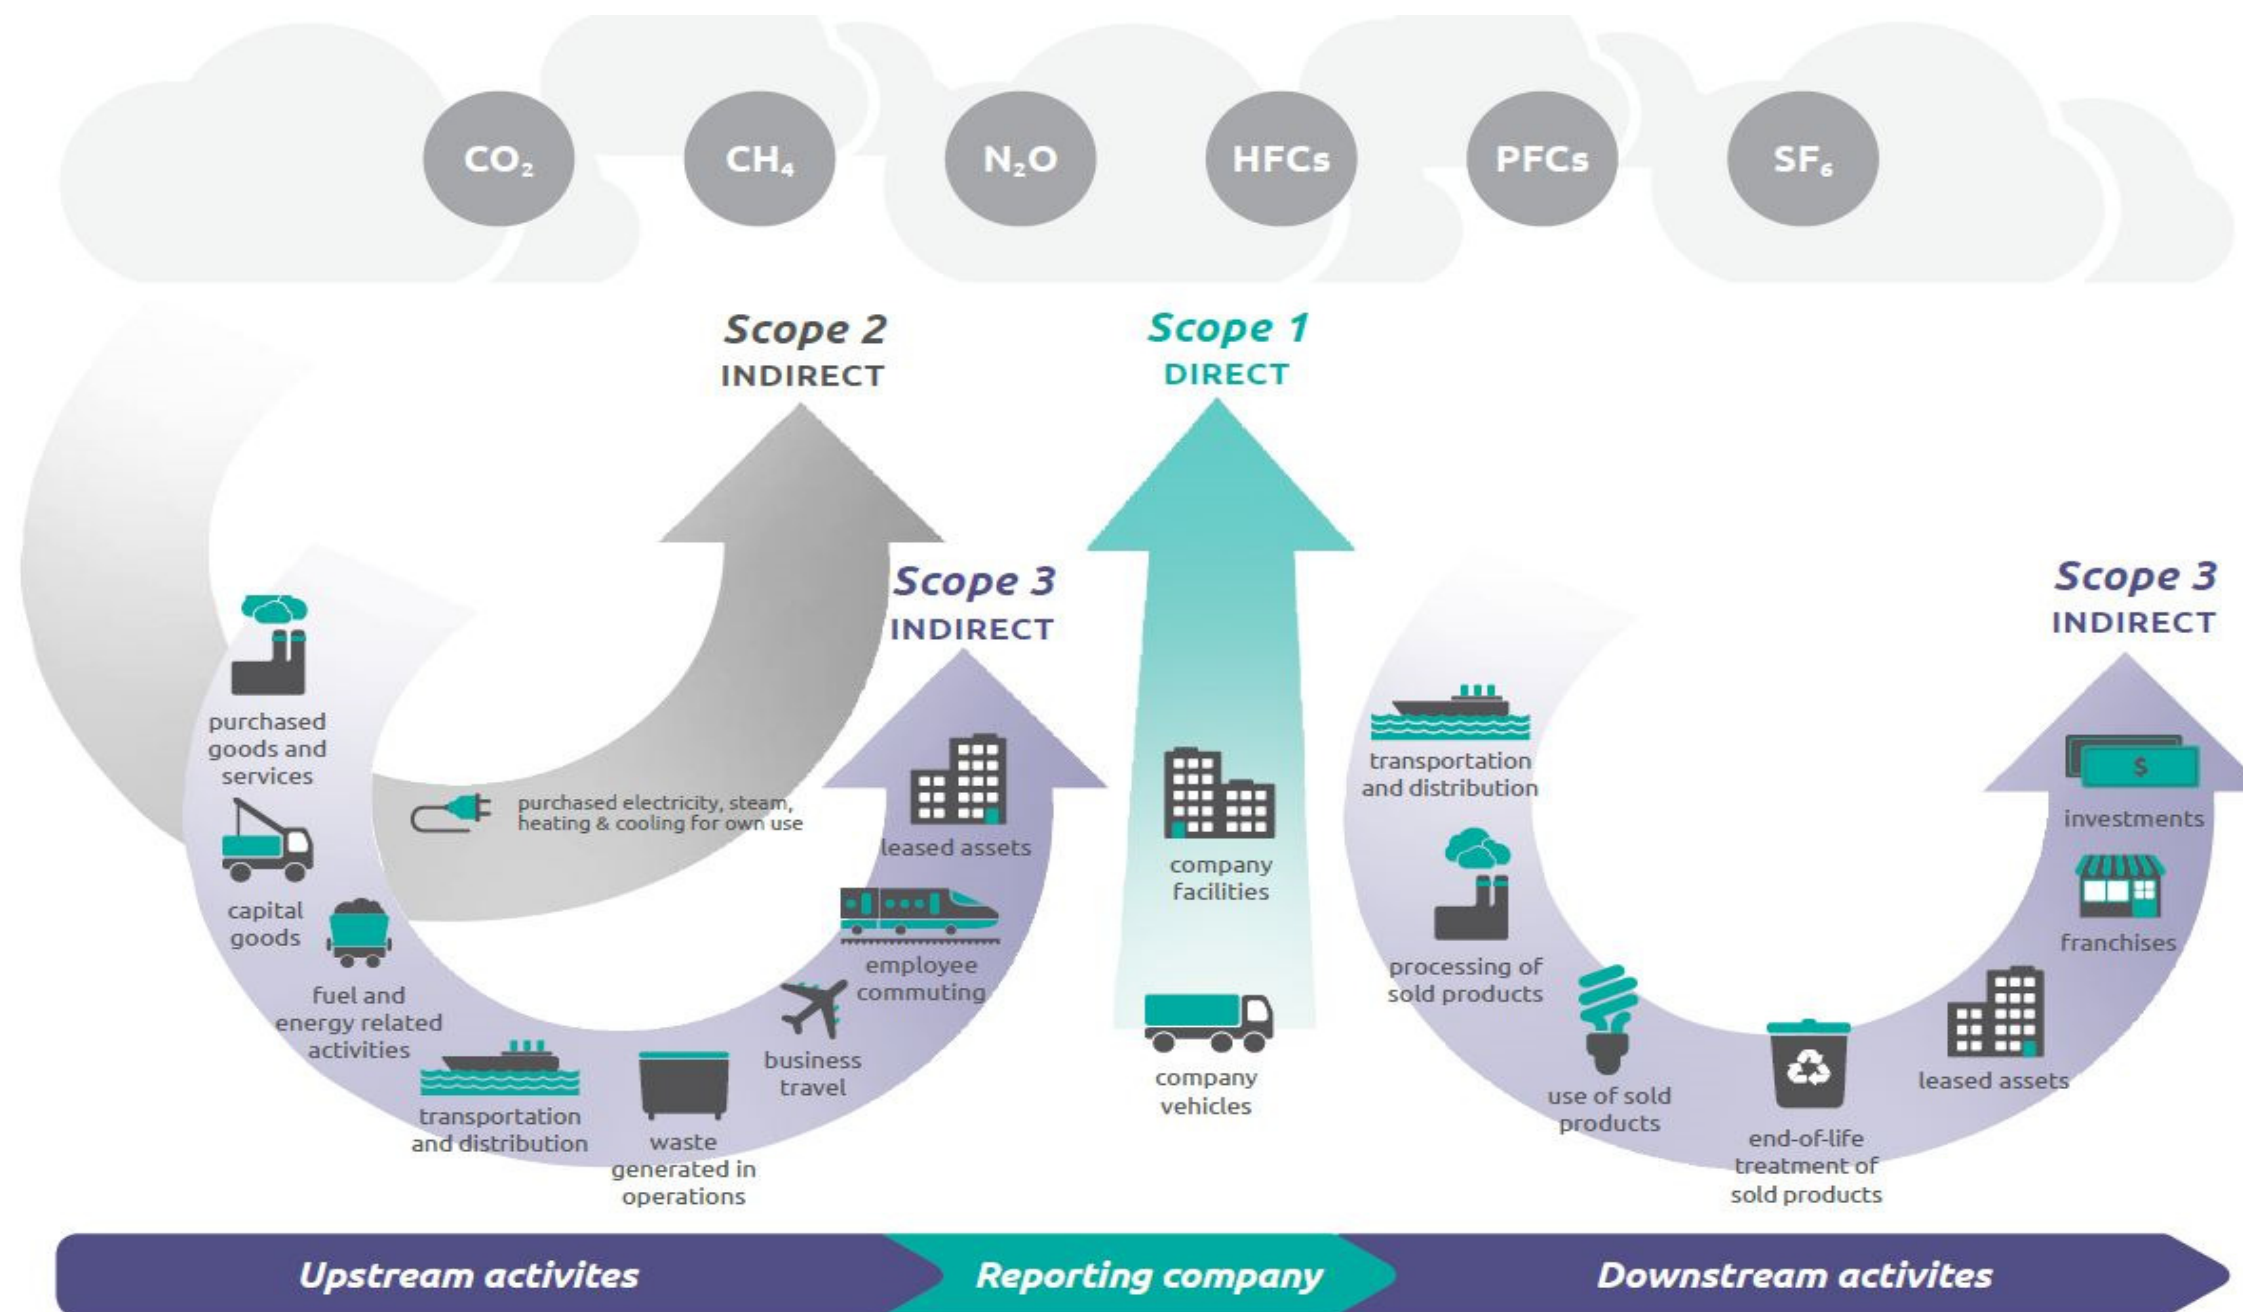 CO₂
CH₄
N₂O
HFCs
PFCs
SF₆
Scope 2
INDIRECT
Scope 1
DIRECT
Scope 3
INDIRECT
Scope 3
INDIRECT
purchased
goods and
services
capital
goods
fuel and
energy related
activities
purchased electricity, steam,
heating & cooling for own use
transportation
and distribution
waste
generated in
operations
business
travel
employee
commuting
leased assets
company
facilities
company
vehicles
transportation
and distribution
processing of
sold products
use of sold
products
end-of-life
treatment of
sold products
leased assets
franchises
investments
$
Upstream activites
Reporting company
Downstream activites